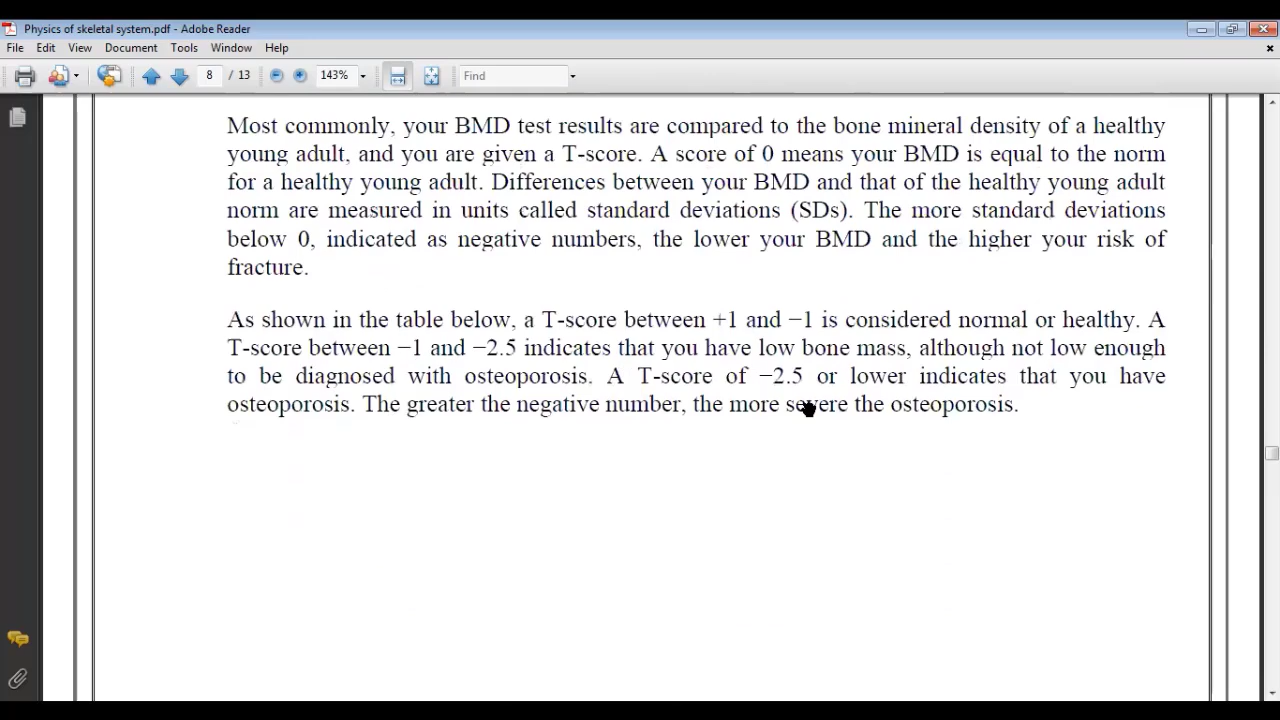 Physics of skeletal system.pdf - Adobe Reader
File Edit View Document Tools Window Help
8 / 13 143% Find
Most commonly, your BMD test results are compared to the bone mineral density of a healthy
young adult, and you are given a T-score. A score of 0 means your BMD is equal to the norm
for a healthy young adult. Differences between your BMD and that of the healthy young adult
norm are measured in units called standard deviations (SDs). The more standard deviations
below 0, indicated as negative numbers, the lower your BMD and the higher your risk of
fracture.
As shown in the table below, a T-score between +1 and −1 is considered normal or healthy. A
T-score between −1 and −2.5 indicates that you have low bone mass, although not low enough
to be diagnosed with osteoporosis. A T-score of −2.5 or lower indicates that you have
osteoporosis. The greater the negative number, the more severe the osteoporosis.